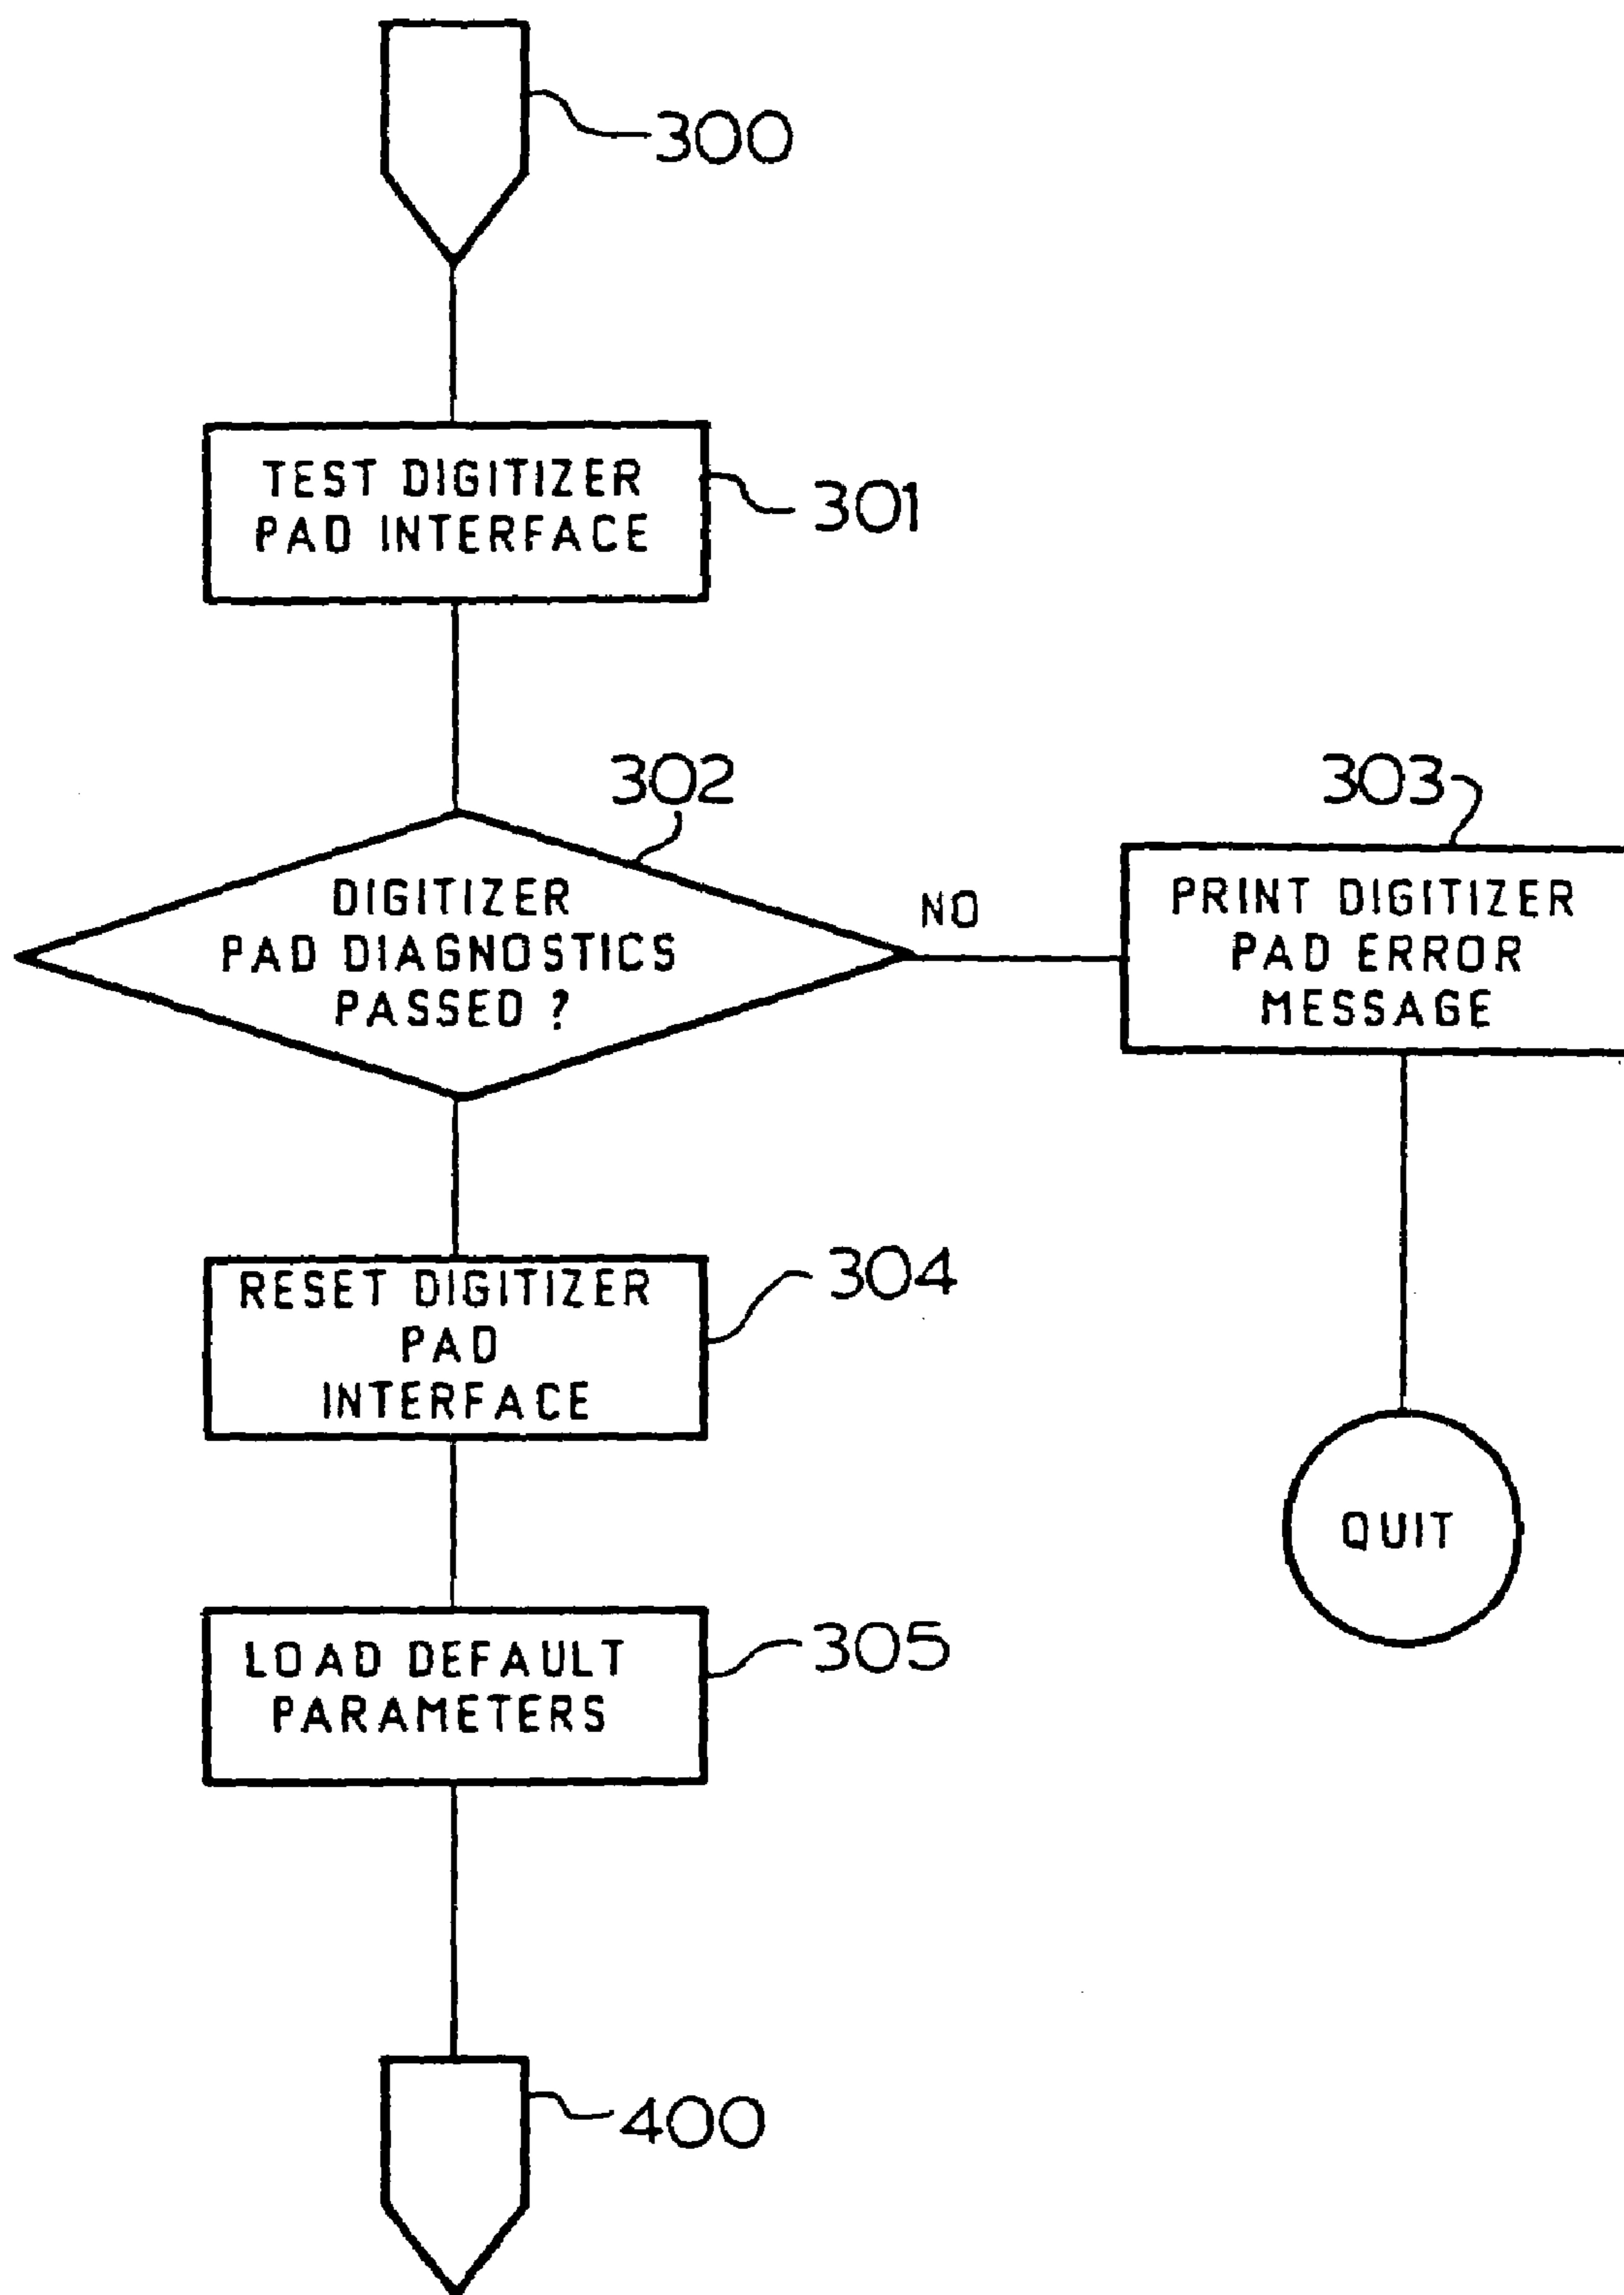 300
TEST DIGITIZER
PAD INTERFACE
301
302
DIGITIZER
PAD DIAGNOSTICS
PASSED ?
NO
303
PRINT DIGITIZER
PAD ERROR
MESSAGE
RESET DIGITIZER
PAD
INTERFACE
304
QUIT
LOAD DEFAULT
PARAMETERS
305
400